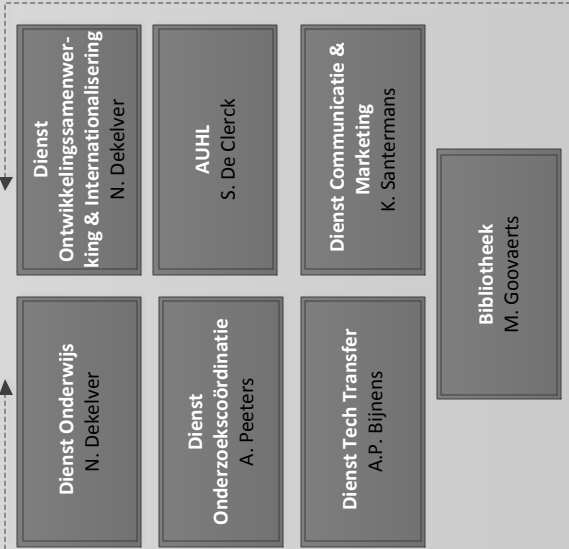 Dienst Onderwijs
N. Dekelver
Dienst
Ontwikkelingssamenwer-
king & Internationalisering
N. Dekelver
Dienst
Onderzoekscoördinatie
A. Peeters
AUHL
S. De Clerck
Dienst Tech Transfer
A.P. Bijnens
Dienst Communicatie &
Marketing
K. Santermans
Bibliotheek
M. Goovaerts